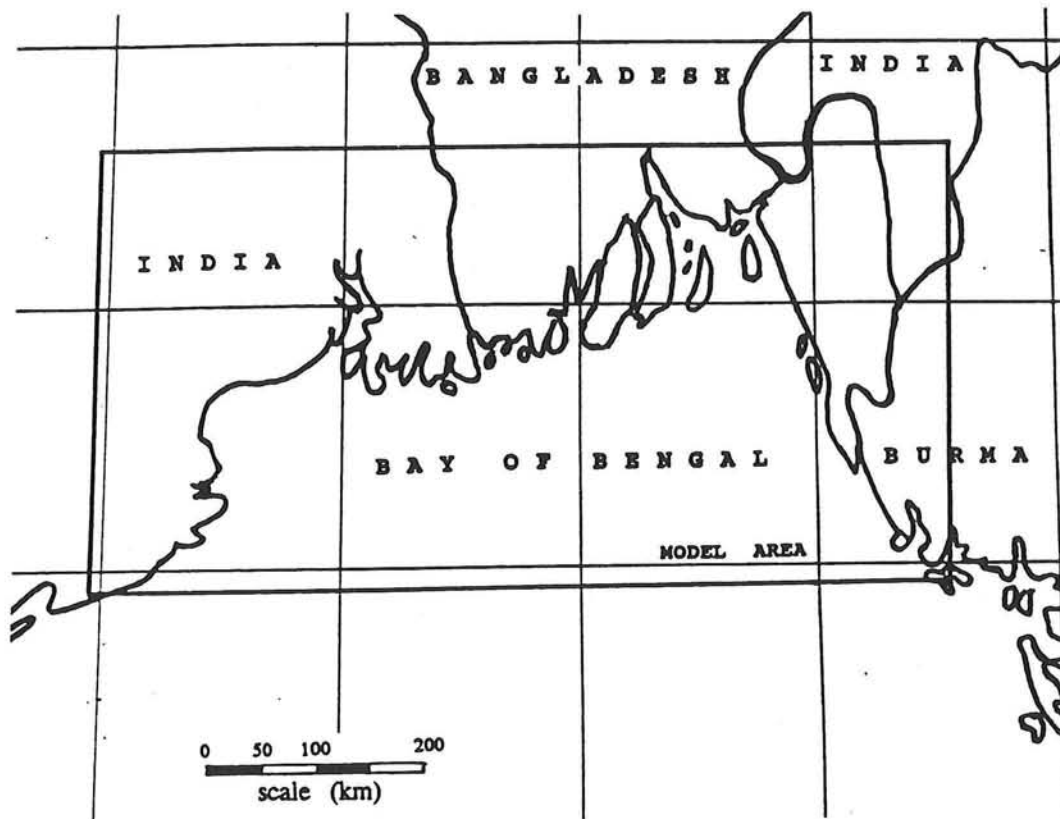 BANGLADESH
INDIA
INDIA
BAY OF BENGAL
BURMA
MODEL AREA
0 50 100 200
scale (km)